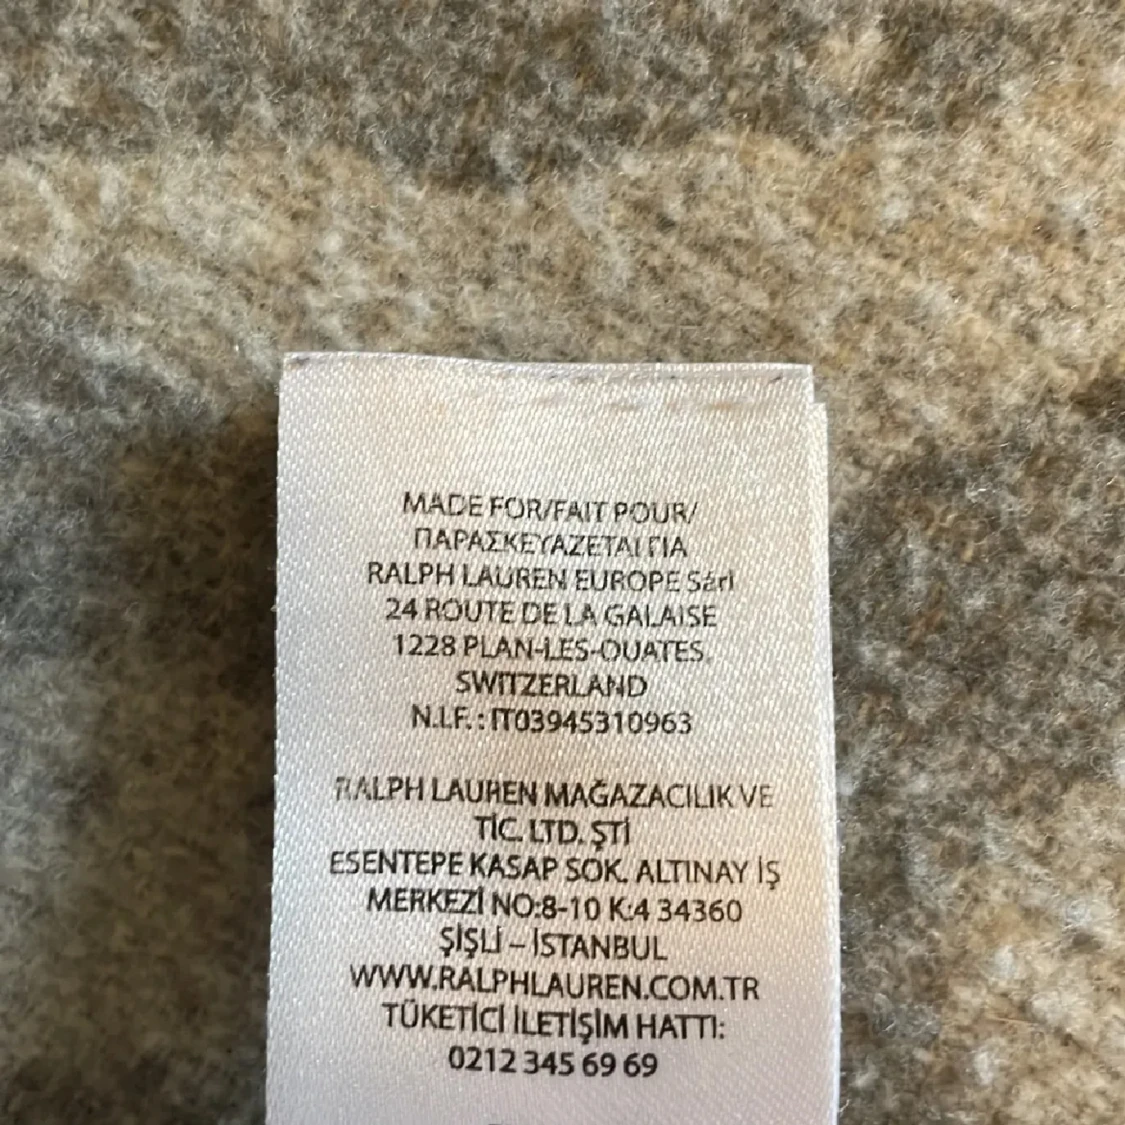 MADE FOR/FAIT POUR/
ΠΑΡΑΣΚΕΥΑΖΕΤΑΙ ΓΙΑ
RALPH LAUREN EUROPE Sàrl
24 ROUTE DE LA GALAISE
1228 PLAN-LES-OUATES,
SWITZERLAND
N.I.F. : IT03945310963
RALPH LAUREN MAĞAZACILIK VE
TİC. LTD. ŞTİ
ESENTEPE KASAP SOK. ALTINAY İŞ
MERKEZİ NO:8-10 K:4 34360
ŞİŞLİ – İSTANBUL
WWW.RALPHLAUREN.COM.TR
TÜKETİCİ İLETİŞİM HATTI:
0212 345 69 69